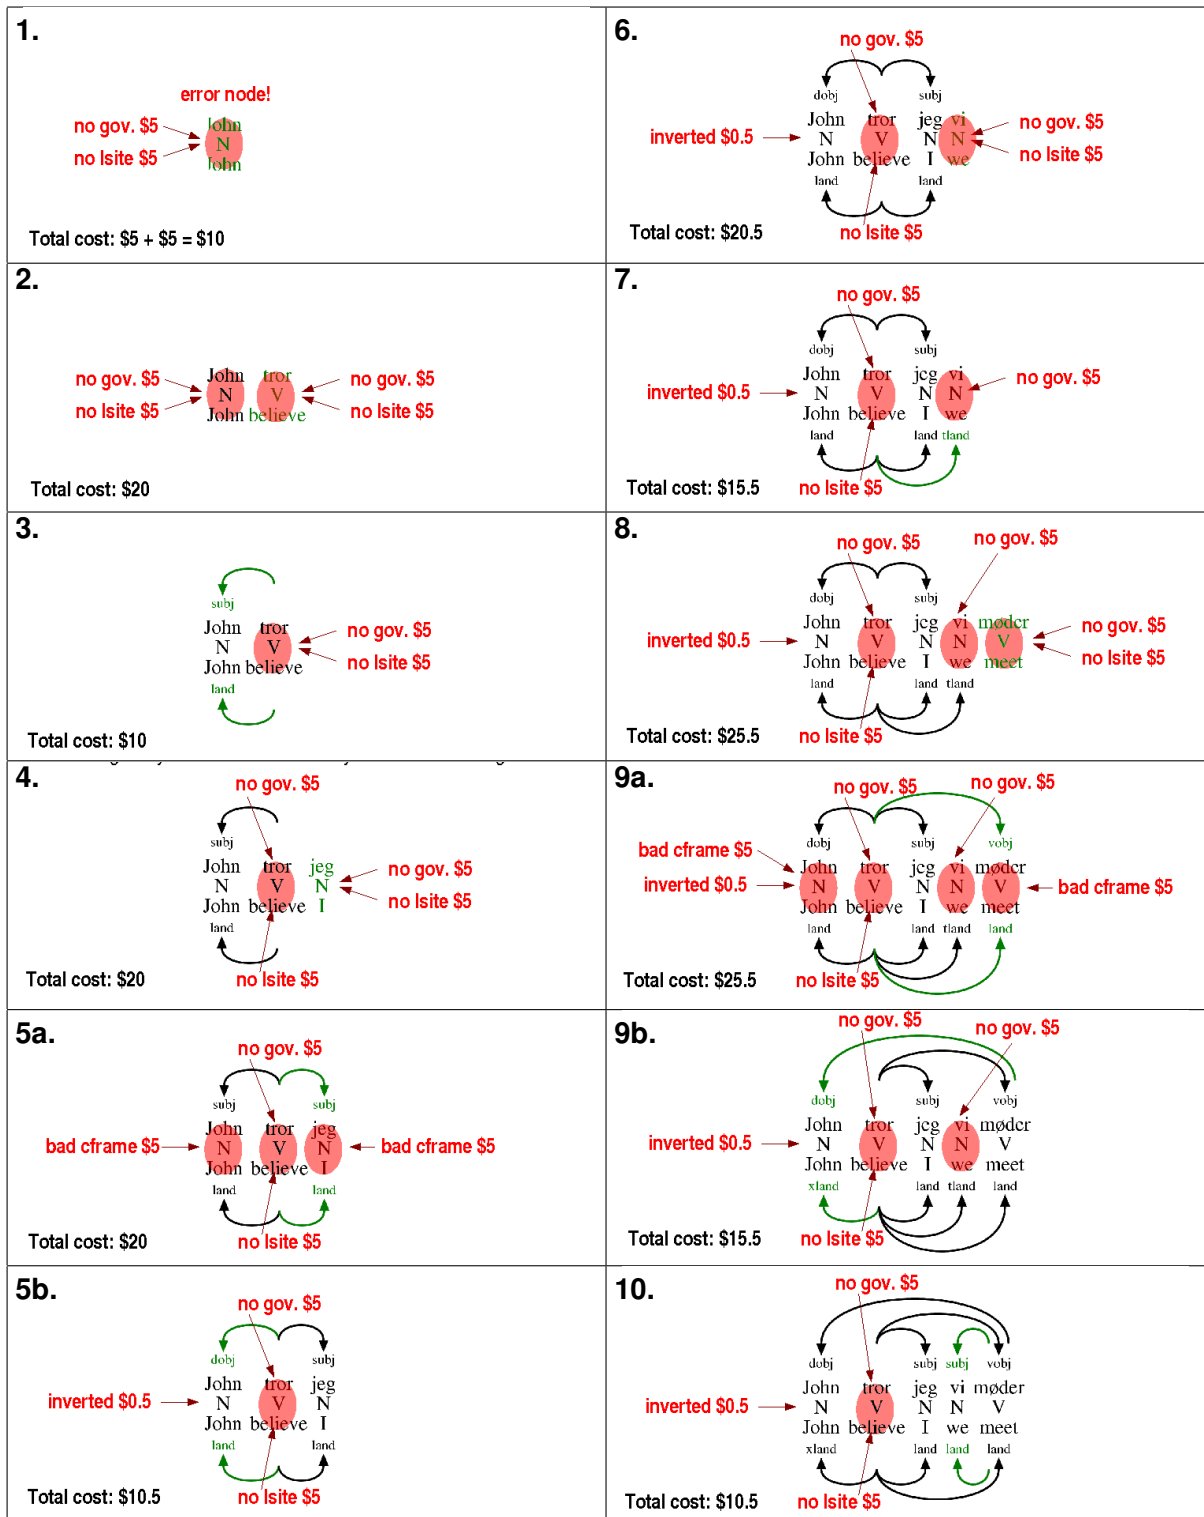 1.
error node!
no gov. $5
no lsite $5
John
N
John
Total cost: $5 + $5 = $10
2.
no gov. $5
no lsite $5
John tror
N V
John believe
no gov. $5
no lsite $5
Total cost: $20
3.
subj
John tror
N V
John believe
land
no gov. $5
no lsite $5
Total cost: $10
4.
no gov. $5
subj
John tror jeg
N V N
John believe I
land
no gov. $5
no lsite $5
no lsite $5
Total cost: $20
5a.
no gov. $5
subj subj
John tror jeg
N V N
John believe I
land land
bad cframe $5
bad cframe $5
no lsite $5
Total cost: $20
5b.
no gov. $5
dobj subj
John tror jeg
N V N
John believe I
land land
inverted $0.5
no lsite $5
Total cost: $10.5
6.
no gov. $5
dobj subj
John tror jeg vi
N V N N
John believe I we
land land
inverted $0.5
no gov. $5
no lsite $5
no lsite $5
Total cost: $20.5
7.
no gov. $5
dobj subj
John tror jeg vi
N V N N
John believe I we
land land tland
inverted $0.5
no gov. $5
no lsite $5
Total cost: $15.5
8.
no gov. $5
no gov. $5
dobj subj
John tror jeg vi møder
N V N N V
John believe I we meet
land land tland
inverted $0.5
no gov. $5
no lsite $5
no lsite $5
Total cost: $25.5
9a.
no gov. $5
no gov. $5
dobj subj vobj
John tror jeg vi møder
N V N N V
John believe I we meet
land land tland land
bad cframe $5
inverted $0.5
bad cframe $5
no lsite $5
Total cost: $25.5
9b.
no gov. $5
no gov. $5
dobj subj vobj
John tror jeg vi møder
N V N N V
John believe I we meet
xland land tland land
inverted $0.5
no lsite $5
Total cost: $15.5
10.
no gov. $5
dobj subj subj vobj
John tror jeg vi møder
N V N N V
John believe I we meet
xland land land land
inverted $0.5
no lsite $5
Total cost: $10.5